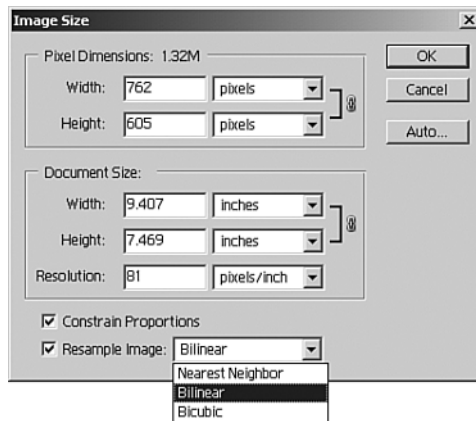 Image Size
Pixel Dimensions: 1.32M
Width: 762 pixels
Height: 605 pixels
OK
Cancel
Auto...
Document Size:
Width: 9.407 inches
Height: 7.469 inches
Resolution: 81 pixels/inch
Constrain Proportions
Resample Image: Bilinear
Nearest Neighbor
Bilinear
Bicubic